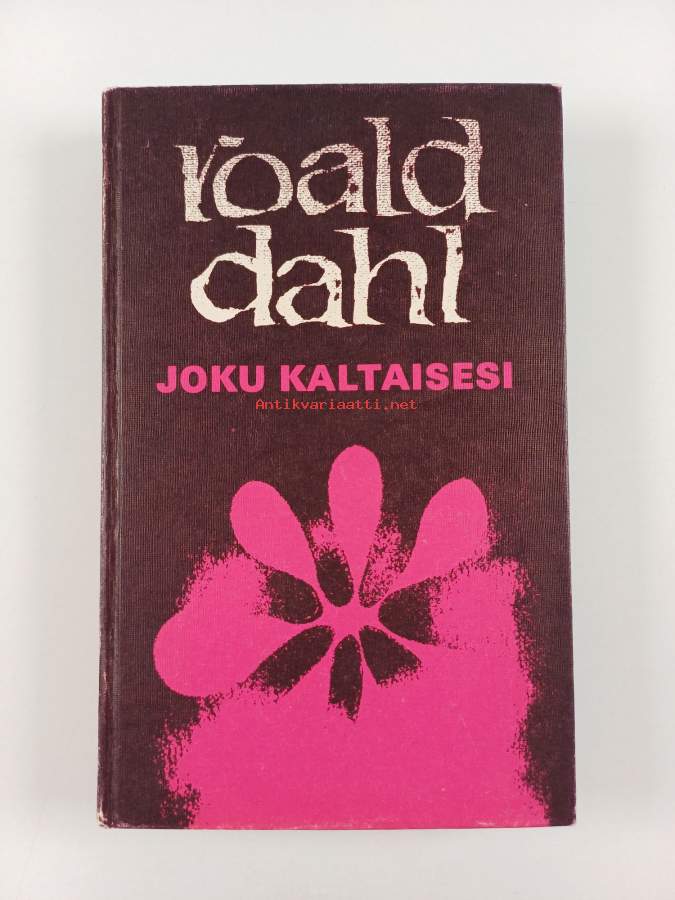 roald
dahl
JOKU KALTAISESI
Antikvariaatti.net